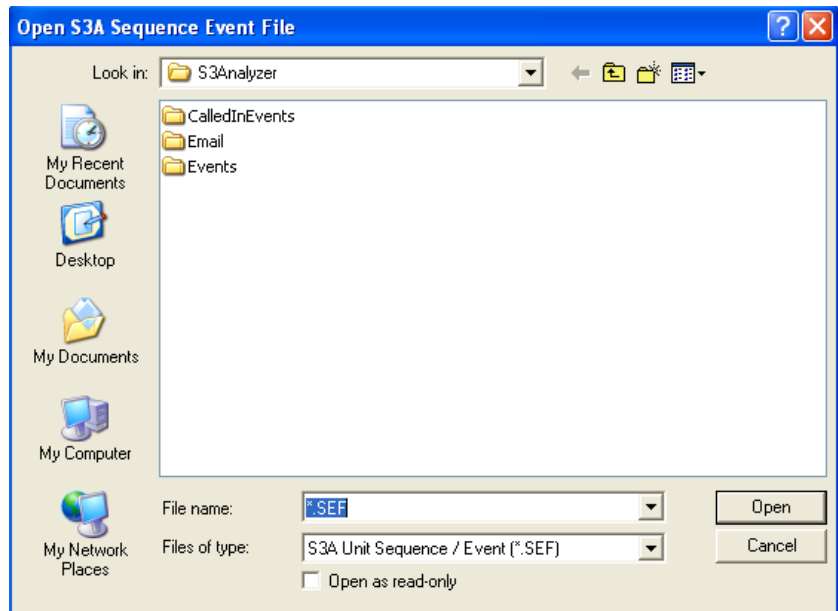 Open S3A Sequence Event File
Look in: S3Analyzer
CalledInEvents
Email
Events
My Recent
Documents
Desktop
My Documents
My Computer
My Network
Places
File name: *.SEF Open
Files of type: S3A Unit Sequence / Event (*.SEF) Cancel
Open as read-only